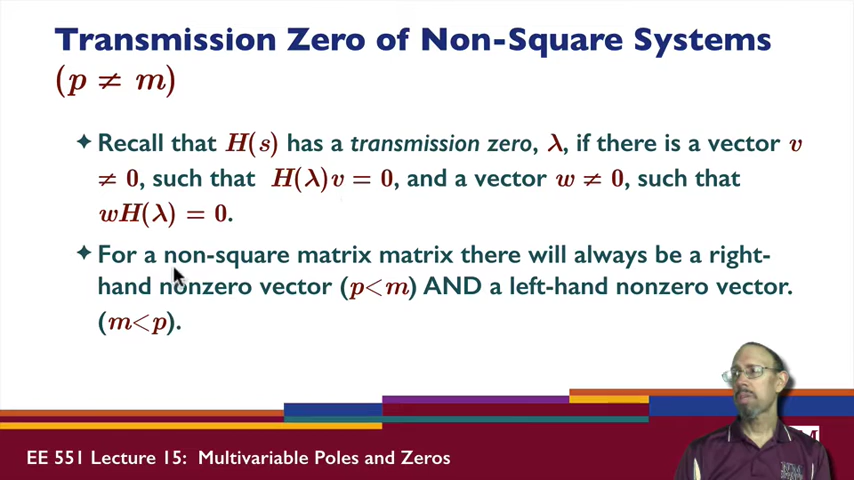 Transmission Zero of Non-Square Systems
(p ≠ m)
✦ Recall that H(s) has a transmission zero, λ, if there is a vector v
≠ 0, such that H(λ)v = 0, and a vector w ≠ 0, such that
wH(λ) = 0.
✦ For a non-square matrix matrix there will always be a right-
hand nonzero vector (p<m) AND a left-hand nonzero vector.
(m<p).
EE 551 Lecture 15: Multivariable Poles and Zeros